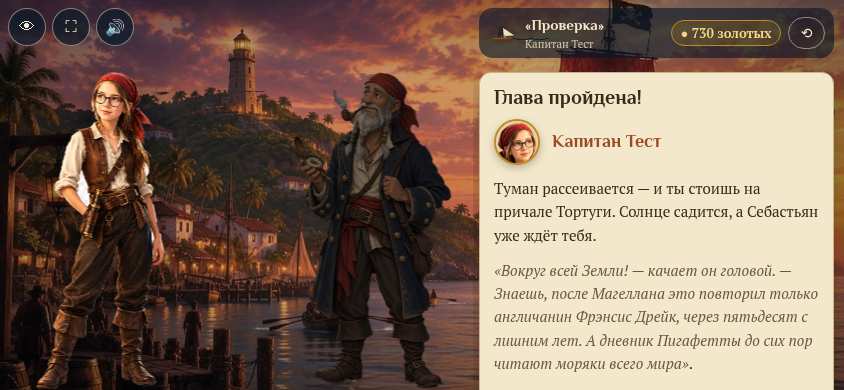 «Проверка»
Капитан Тест
730 золотых
Глава пройдена!
Капитан Тест
Туман рассеивается — и ты стоишь на
причале Тортуги. Солнце садится, а Себастьян
уже ждёт тебя.
«Вокруг всей Земли! — качает он головой. —
Знаешь, после Магеллана это повторил только
англичанин Фрэнсис Дрейк, через пятьдесят с
лишним лет. А дневник Пигафетты до сих пор
читают моряки всего мира».